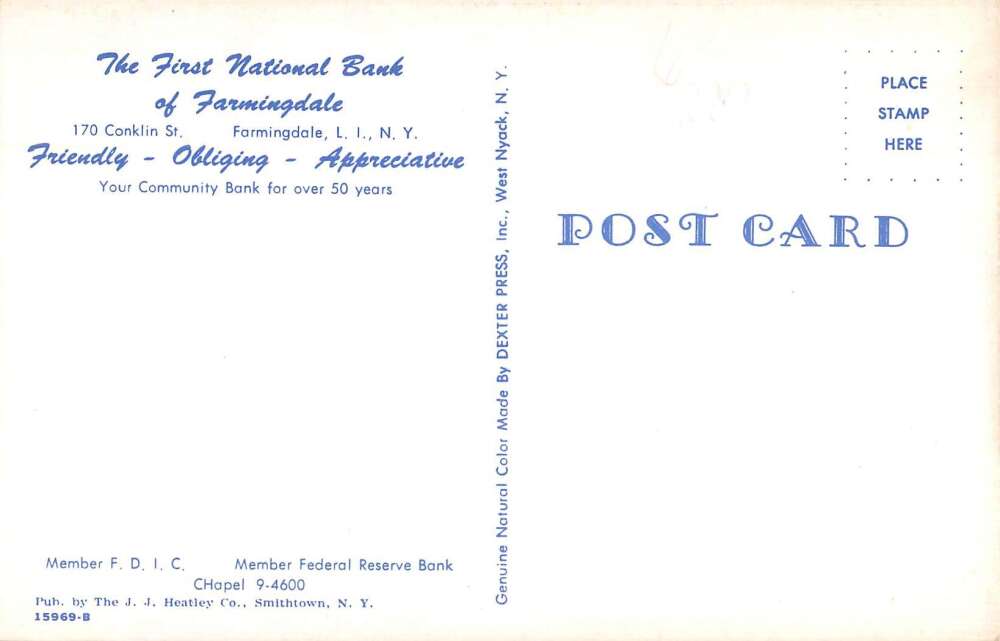 The First National Bank
of Farmingdale
170 Conklin St. Farmingdale, L. I., N. Y.
Friendly - Obliging - Appreciative
Your Community Bank for over 50 years
Member F. D. I. C. Member Federal Reserve Bank
CHapel 9-4600
Pub. by The J. J. Heatley Co., Smithtown, N. Y.
15969-B
Genuine Natural Color Made By DEXTER PRESS, Inc., West Nyack, N. Y.
PLACE
STAMP
HERE
POST CARD